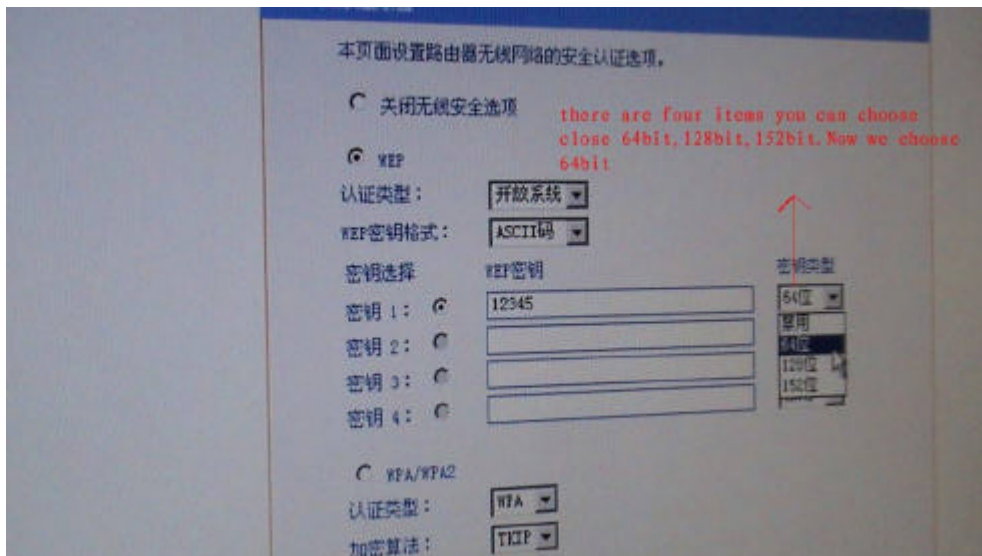 本页面设置路由器无线网络的安全认证选项。
关闭无线安全选项
there are four items you can choose
close 64bit,128bit,152bit.Now we choose
64bit
WEP
认证类型： 开放系统
WEP密钥格式： ASCII码
密钥选择 WEP密钥 密钥类型
密钥 1： 12345 64位
禁用
密钥 2： 64位
128位
密钥 3： 152位
密钥 4：
WPA/WPA2
认证类型： WPA
加密算法： TKIP